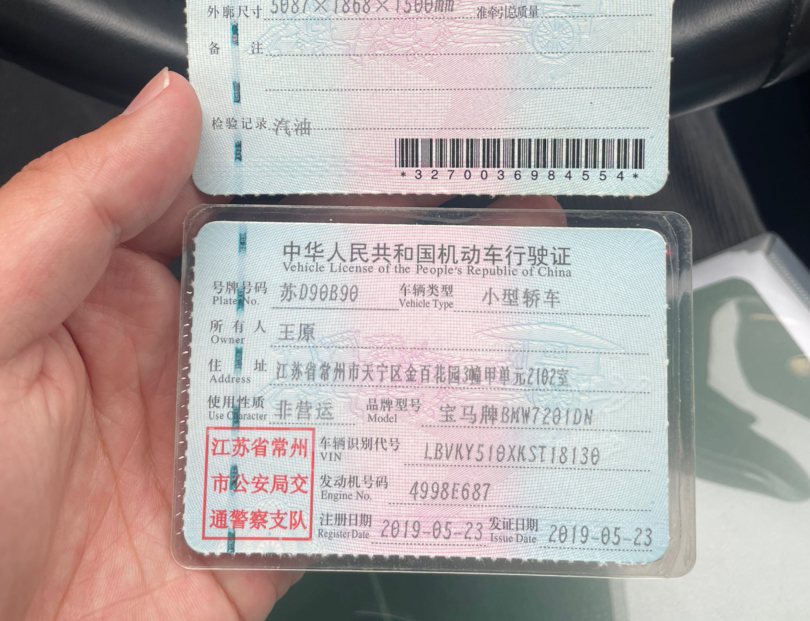 外廓尺寸 5087×1868×1500mm 准牵引总质量
备 注
检验记录 汽油
*3270036984554*
中华人民共和国机动车行驶证
Vehicle License of the People's Republic of China
号牌号码 苏D90B90 车辆类型 小型轿车
Plate No. Vehicle Type
所有人 王原
Owner
住 址 江苏省常州市天宁区金百花园3幢甲单元2102室
Address
使用性质 非营运 品牌型号 宝马牌BMW7201DN
Use Character Model
江苏省常州
市公安局交
通警察支队
车辆识别代号 LBVKY510XKST18130
VIN
发动机号码 4998E687
Engine No.
注册日期 2019-05-23 发证日期 2019-05-23
Register Date Issue Date